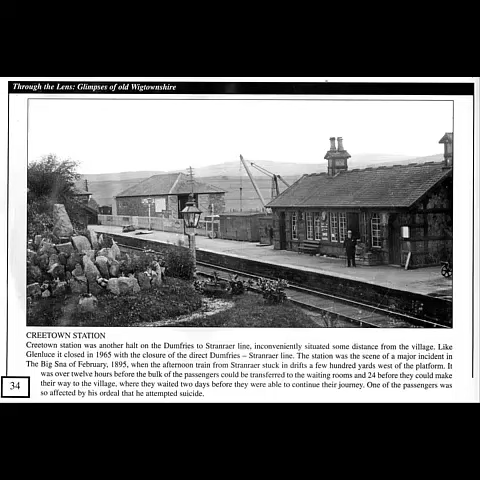 Through the Lens: Glimpses of old Wigtownshire
CREETOWN STATION
Creetown station was another halt on the Dumfries to Stranraer line, inconveniently situated some distance from the village. Like
Glenluce it closed in 1965 with the closure of the direct Dumfries – Stranraer line. The station was the scene of a major incident in
The Big Sna of February, 1895, when the afternoon train from Stranraer stuck in drifts a few hundred yards west of the platform. It
was over twelve hours before the bulk of the passengers could be transferred to the waiting rooms and 24 before they could make
their way to the village, where they waited two days before they were able to continue their journey. One of the passengers was
so affected by his ordeal that he attempted suicide.
34